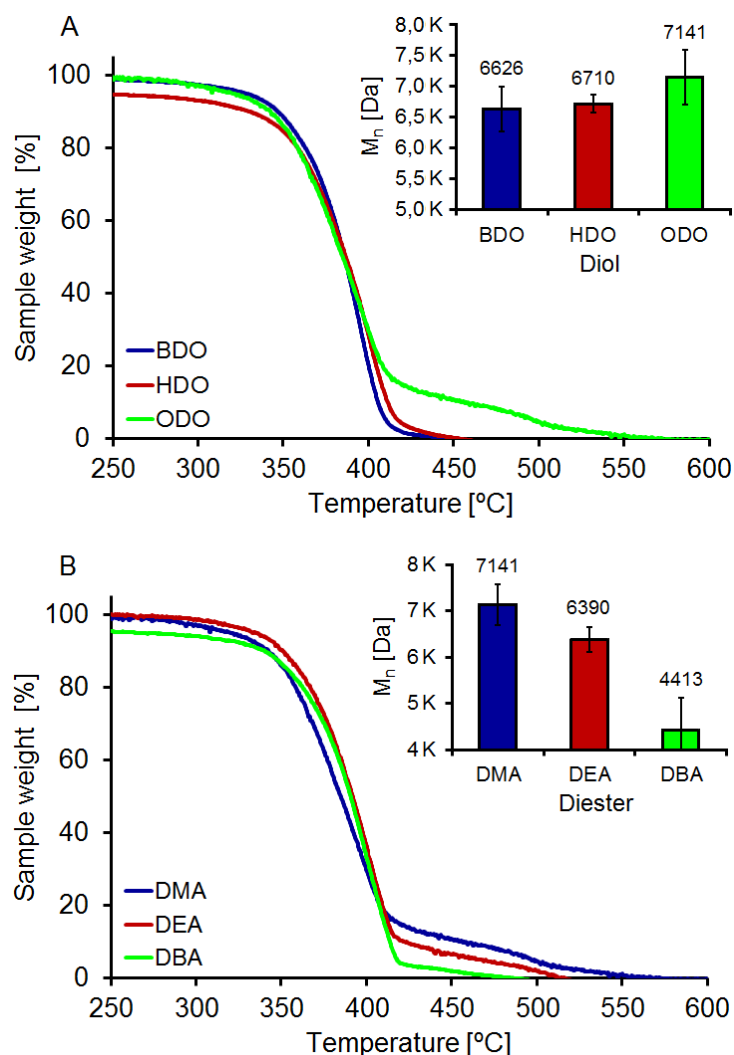 A
Sample weight [%]
100
80
60
40
20
0
BDO
HDO
ODO
250 300 350 400 450 500 550 600
Temperature [ºC]
Mn [Da]
8,0 K
7,5 K
7,0 K
6,5 K
6,0 K
5,5 K
5,0 K
6626 6710 7141
BDO HDO ODO
Diol
B
Sample weight [%]
100
80
60
40
20
0
DMA
DEA
DBA
250 300 350 400 450 500 550 600
Temperature [ºC]
Mn [Da]
8 K
7 K
6 K
5 K
4 K
7141 6390 4413
DMA DEA DBA
Diester